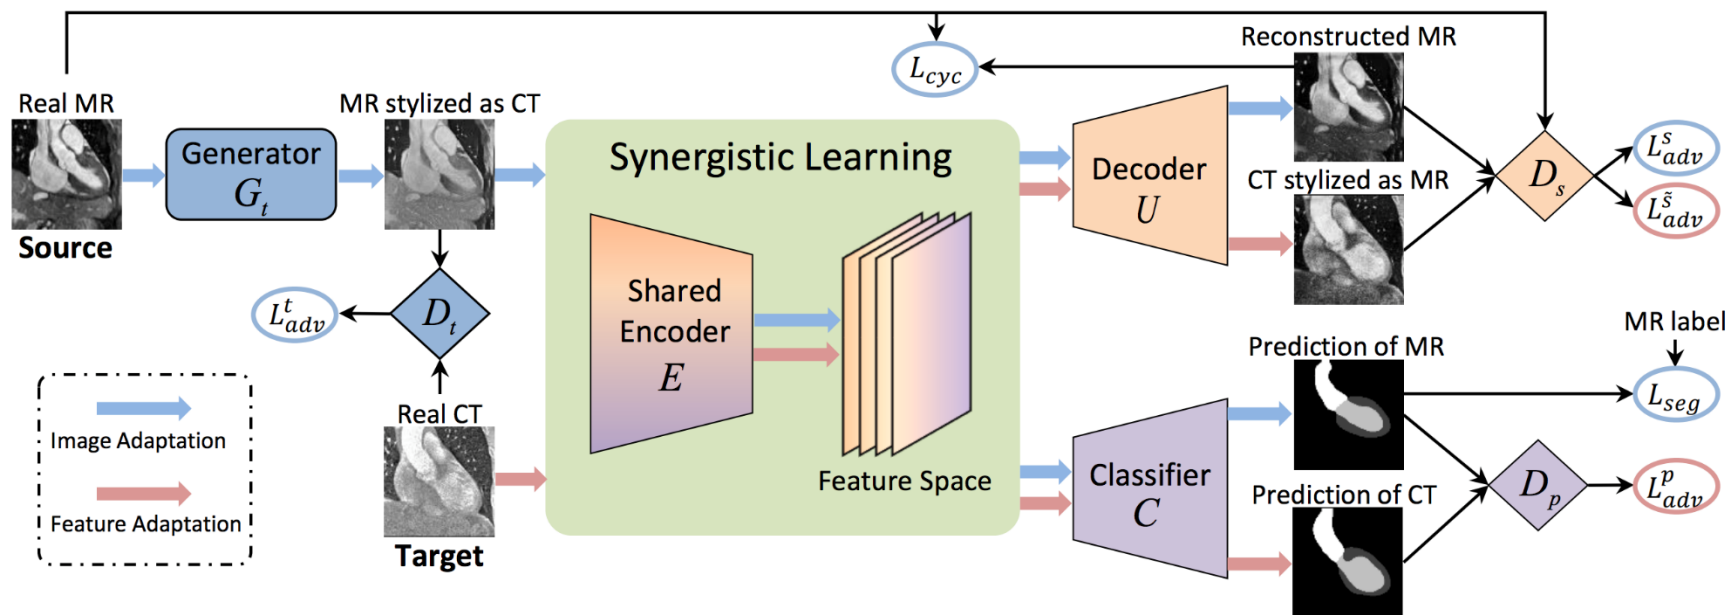 Real MR
Source
Generator
G_t
MR stylized as CT
D_t
L^t_adv
Real CT
Target
Image Adaptation
Feature Adaptation
Synergistic Learning
Shared
Encoder
E
Feature Space
L_cyc
Decoder
U
Reconstructed MR
CT stylized as MR
D_s
L^s_adv
L^s̃_adv
Classifier
C
Prediction of MR
Prediction of CT
MR label
L_seg
D_p
L^p_adv